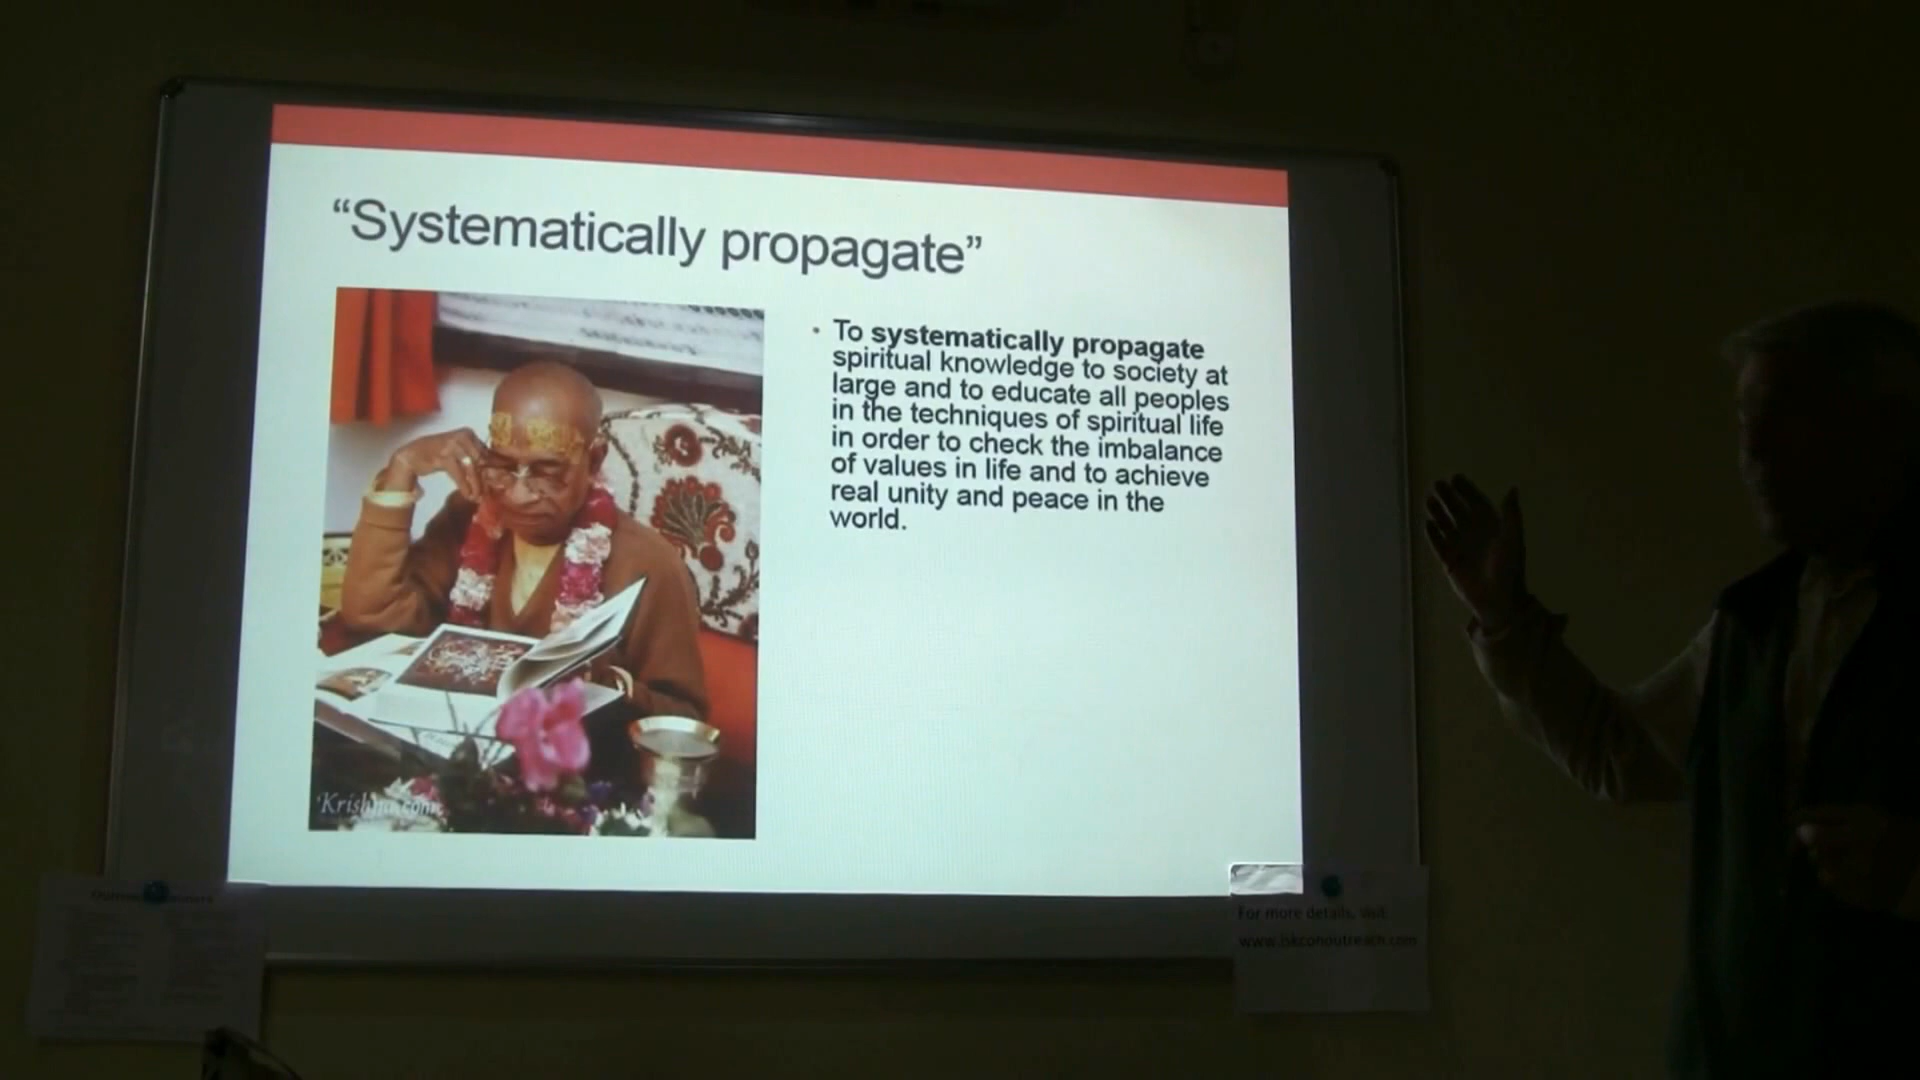 “Systematically propagate”
• To systematically propagate
spiritual knowledge to society at
large and to educate all peoples
in the techniques of spiritual life
in order to check the imbalance
of values in life and to achieve
real unity and peace in the
world.
Krishna.com
For more details, visit:
www.iskconoutreach.com